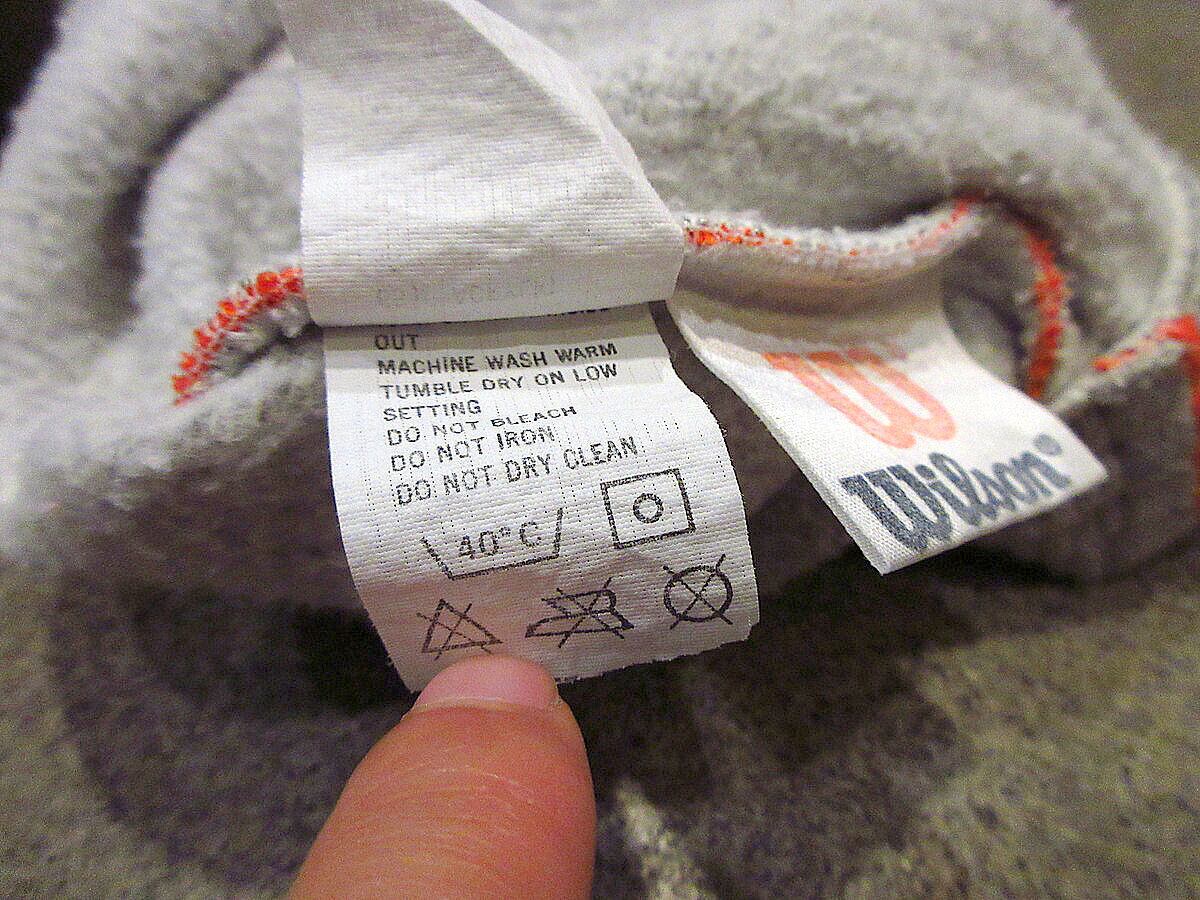 OUT
MACHINE WASH WARM
TUMBLE DRY ON LOW
SETTING
DO NOT BLEACH
DO NOT IRON
DO NOT DRY CLEAN
40°C
W
Wilson®